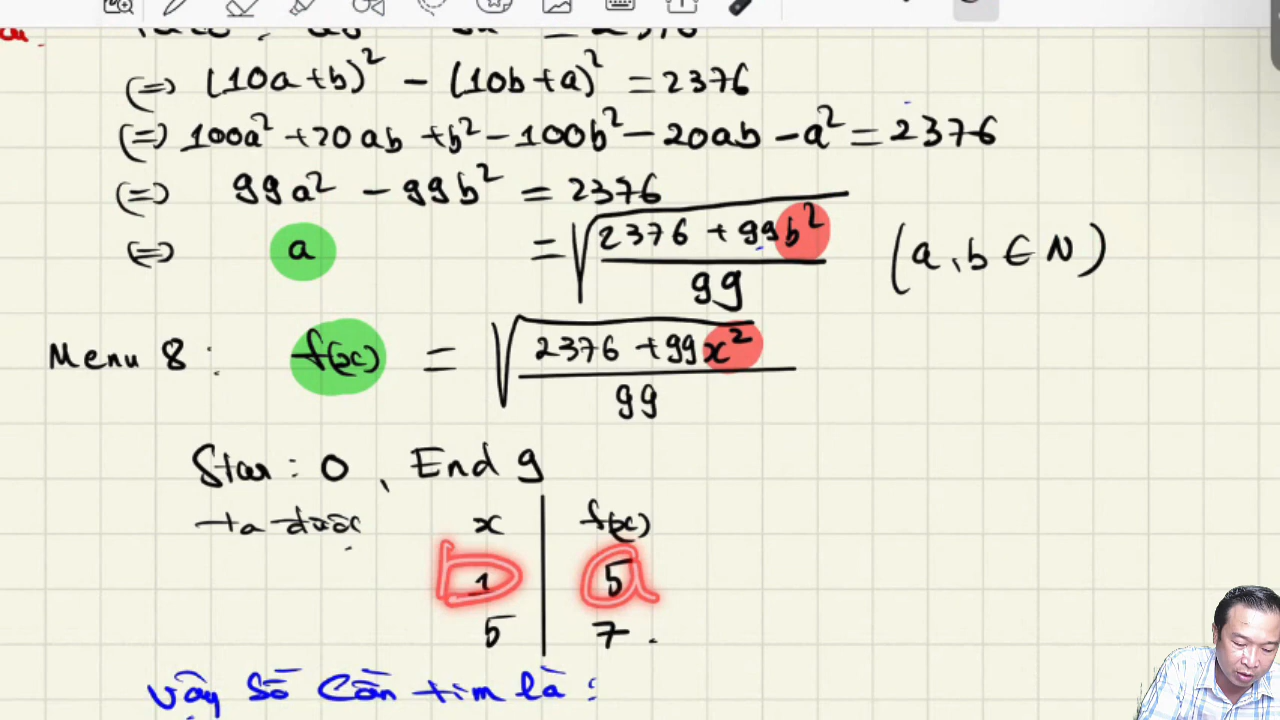 = 2376
(=) (10a+b)² - (10b+a)² = 2376
(=) 100a² + 20ab + b² - 100b² - 20ab - a² = 2376
(=) 99a² - 99b² = 2376
(=) a = √((2376 + 99b²)/99) (a, b ∈ N)
Menu 8: f(x) = √((2376 + 99x²)/99)
Star: 0, End 9
ta được x | f(x)
1 | 5
5 | 7.
Vậy số cần tìm là: